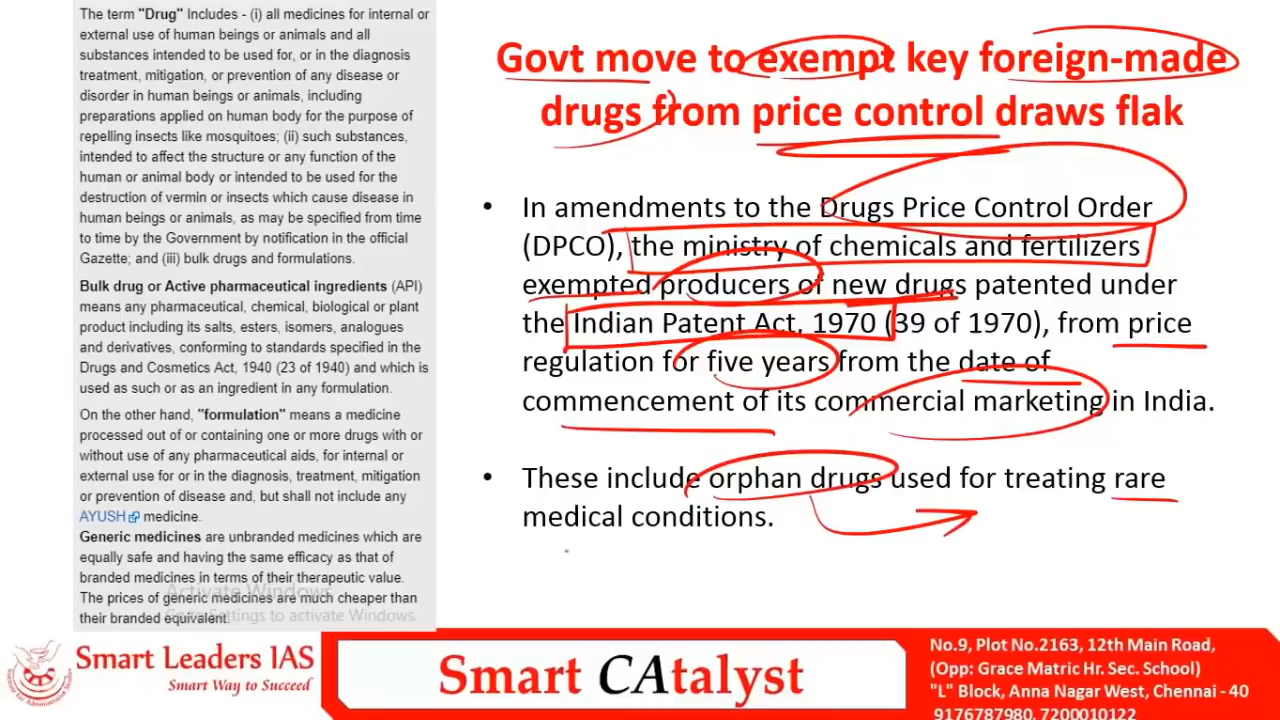 The term "Drug" Includes - (i) all medicines for internal or
external use of human beings or animals and all
substances intended to be used for, or in the diagnosis
treatment, mitigation, or prevention of any disease or
disorder in human beings or animals, including
preparations applied on human body for the purpose of
repelling insects like mosquitoes; (ii) such substances,
intended to affect the structure or any function of the
human or animal body or intended to be used for the
destruction of vermin or insects which cause disease in
human beings or animals, as may be specified from time
to time by the Government by notification in the official
Gazette; and (iii) bulk drugs and formulations.
Bulk drug or Active pharmaceutical ingredients (API)
means any pharmaceutical, chemical, biological or plant
product including its salts, esters, isomers, analogues
and derivatives, conforming to standards specified in the
Drugs and Cosmetics Act, 1940 (23 of 1940) and which is
used as such or as an ingredient in any formulation.
On the other hand, "formulation" means a medicine
processed out of or containing one or more drugs with or
without use of any pharmaceutical aids, for internal or
external use for or in the diagnosis, treatment, mitigation
or prevention of disease and, but shall not include any
AYUSH medicine.
Generic medicines are unbranded medicines which are
equally safe and having the same efficacy as that of
branded medicines in terms of their therapeutic value.
The prices of generic medicines are much cheaper than
their branded equivalent.
Activate Windows
Go to Settings to activate Windows.
Govt move to exempt key foreign-made
drugs from price control draws flak
• In amendments to the Drugs Price Control Order
(DPCO), the ministry of chemicals and fertilizers
exempted producers of new drugs patented under
the Indian Patent Act, 1970 (39 of 1970), from price
regulation for five years from the date of
commencement of its commercial marketing in India.
• These include orphan drugs used for treating rare
medical conditions.
Smart Leaders IAS
Smart Way to Succeed
Smart CAtalyst
No.9, Plot No.2163, 12th Main Road,
(Opp: Grace Matric Hr. Sec. School)
"L" Block, Anna Nagar West, Chennai - 40
9176787980, 7200010122